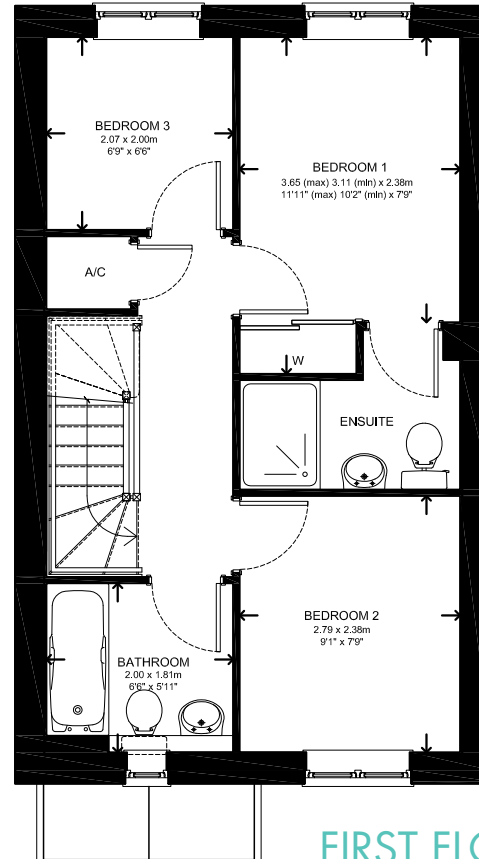 BEDROOM 3
2.07 x 2.00m
6'9" x 6'6"
BEDROOM 1
3.65 (max) 3.11 (min) x 2.38m
11'11" (max) 10'2" (min) x 7'9"
A/C
W
ENSUITE
BEDROOM 2
2.79 x 2.38m
9'1" x 7'9"
BATHROOM
2.00 x 1.81m
6'6" x 5'11"
FIRST FLO